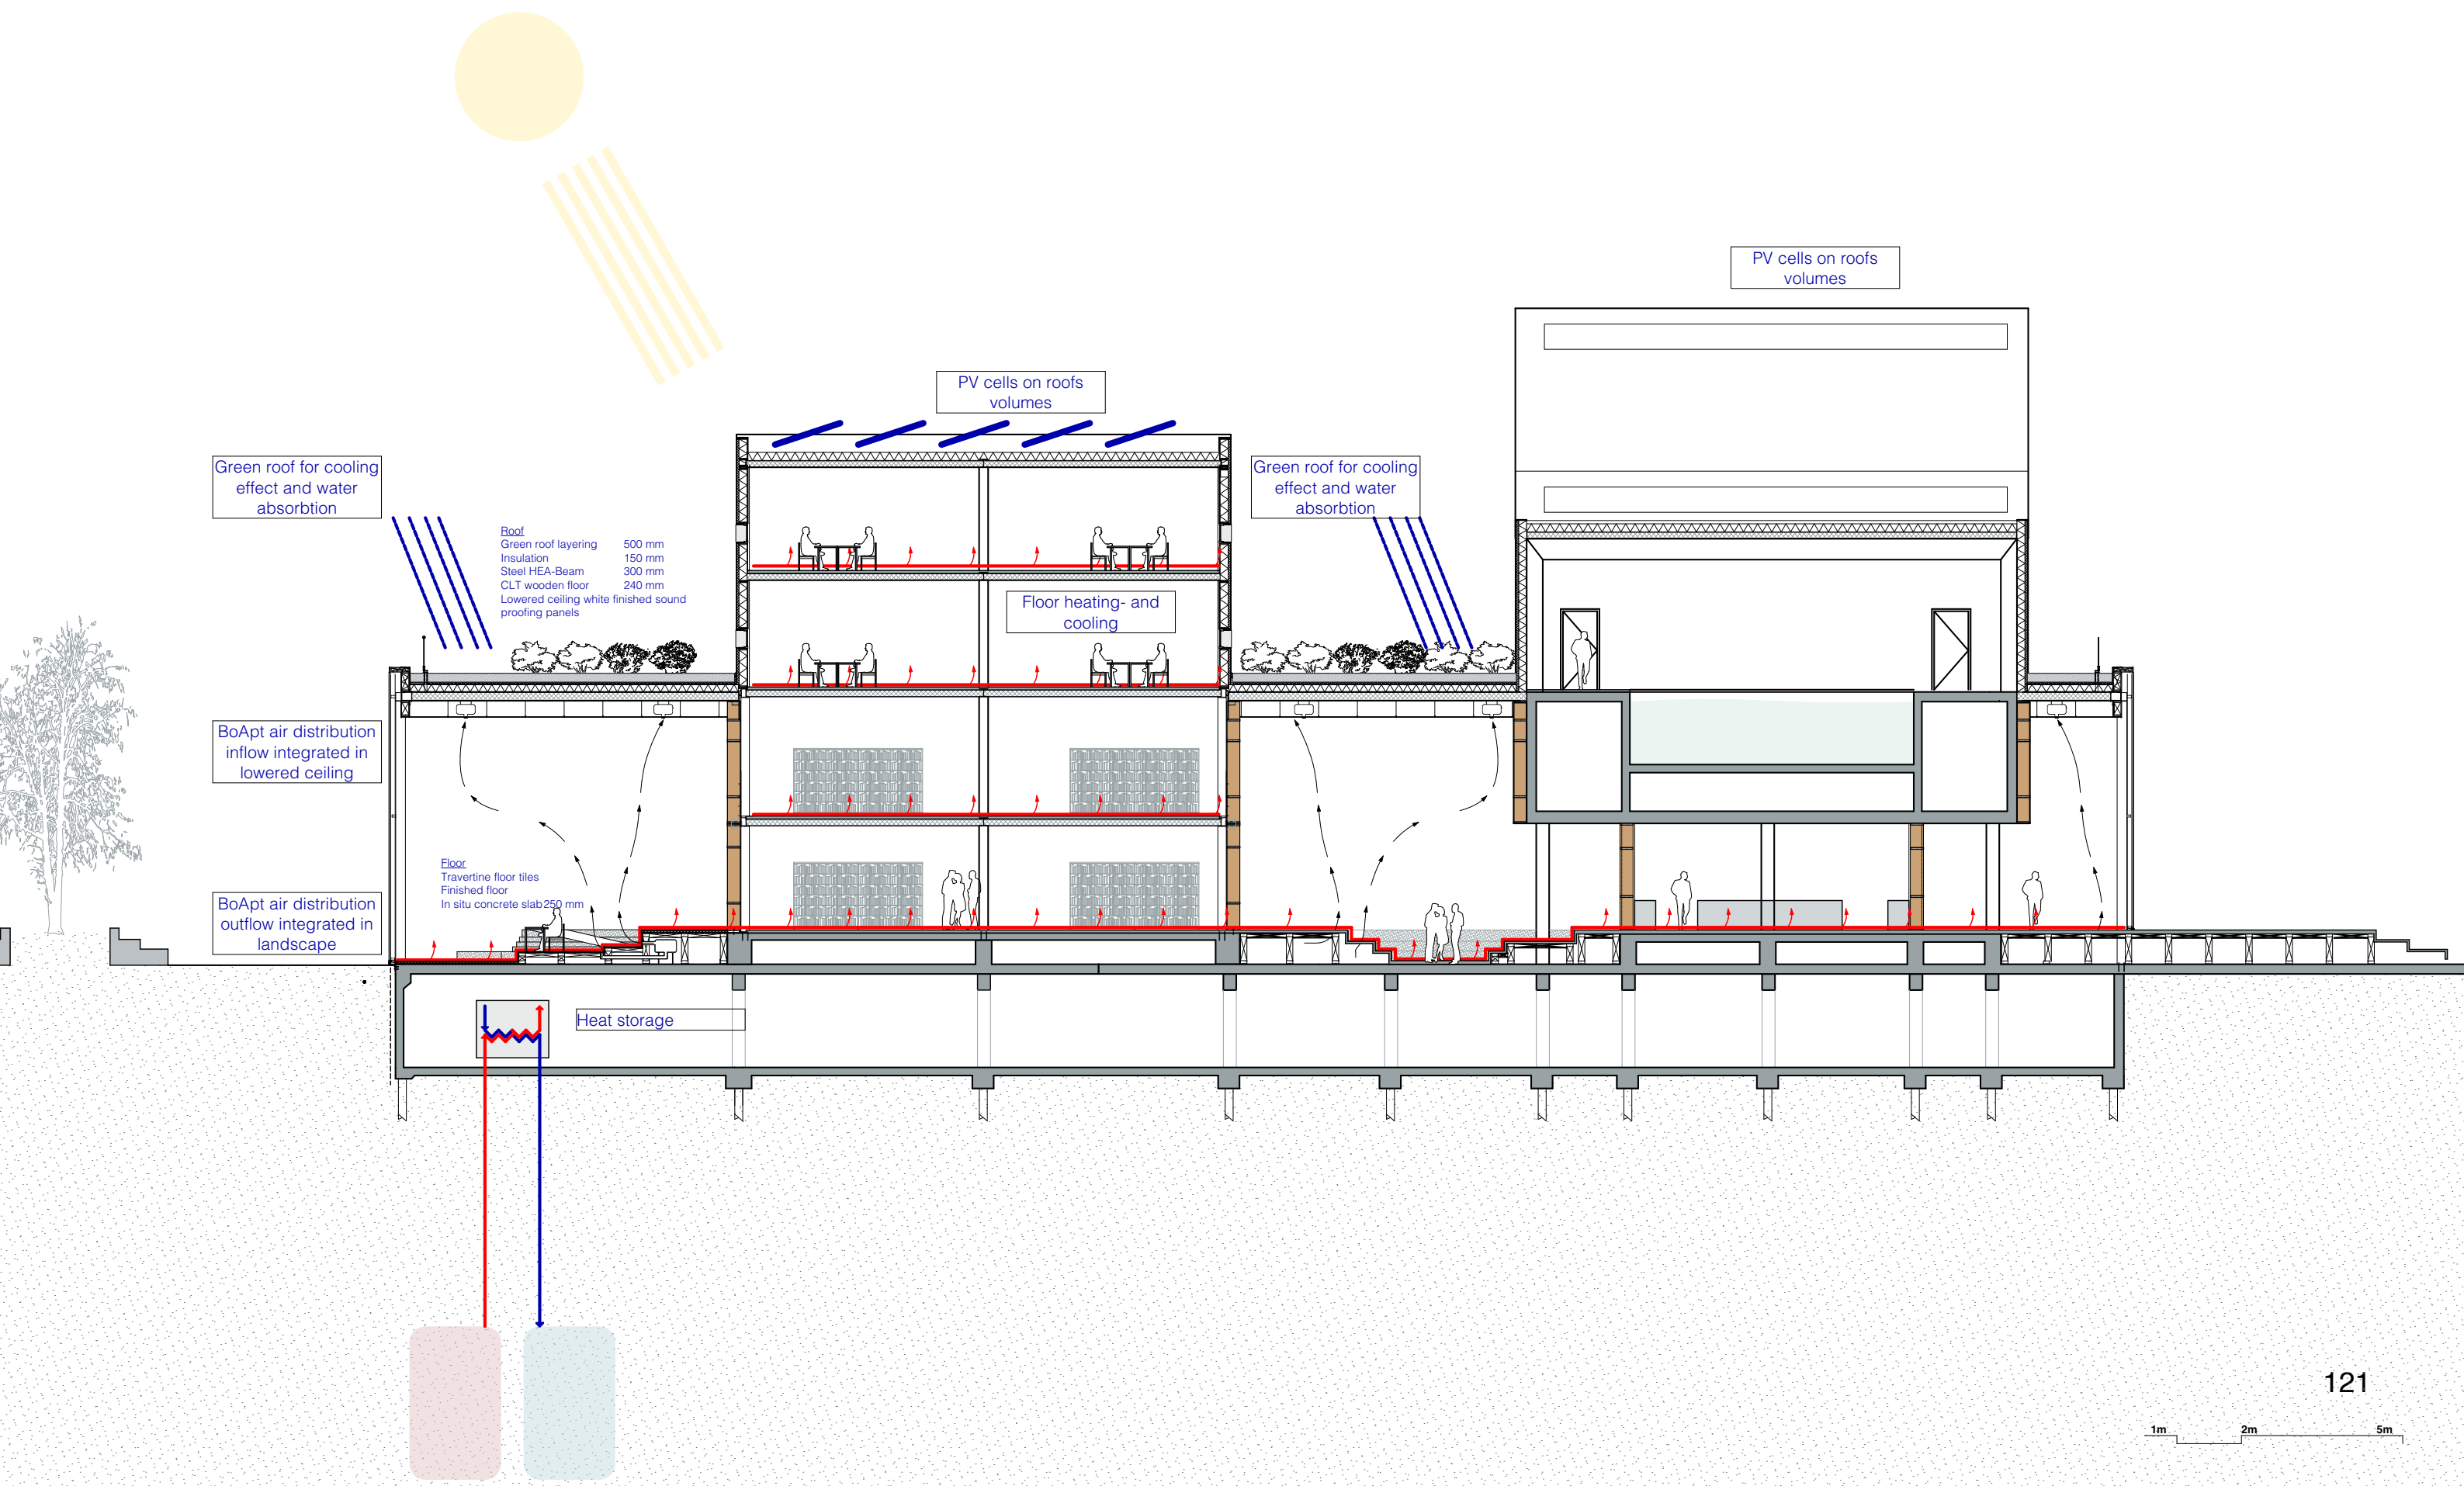 PV cells on roofs
volumes
PV cells on roofs
volumes
Green roof for cooling
effect and water
absorbtion
Green roof for cooling
effect and water
absorbtion
Roof
Green roof layering 500 mm
Insulation 150 mm
Steel HEA-Beam 300 mm
CLT wooden floor 240 mm
Lowered ceiling white finished sound
proofing panels
Floor heating- and
cooling
BoApt air distribution
inflow integrated in
lowered ceiling
Floor
Travertine floor tiles
Finished floor
In situ concrete slab250 mm
BoApt air distribution
outflow integrated in
landscape
Heat storage
121
1m 2m 5m